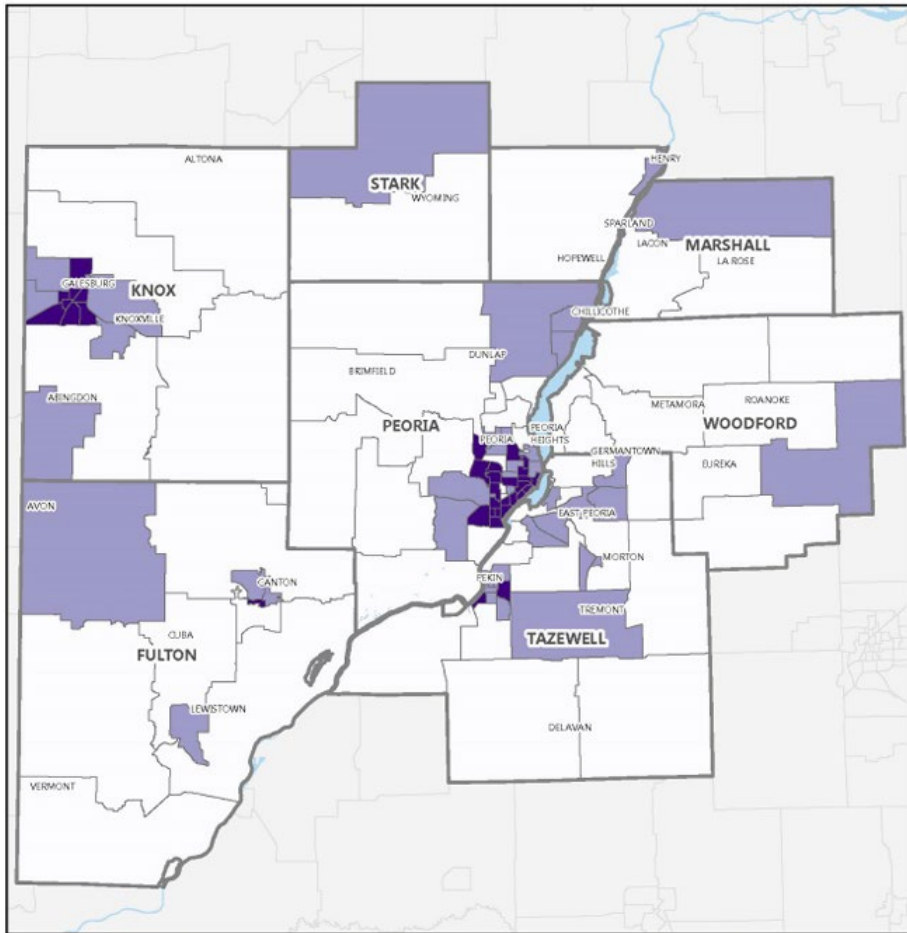 ALTONA
HENRY
STARK
WYOMING
SPARLAND
LACON
MARSHALL
LA ROSE
HOPEWELL
GALESBURG
KNOX
KNOXVILLE
CHILLICOTHE
DUNLAP
BRIMFIELD
ABINGDON
METAMORA
ROANOKE
PEORIA
PEORIA
PEORIA
HEIGHTS
WOODFORD
GERMANTOWN
HILLS
EUREKA
AVON
EAST PEORIA
MORTON
CANTON
PEKIN
TREMONT
CUBA
TAZEWELL
FULTON
LEWISTOWN
DELAVAN
VERMONT